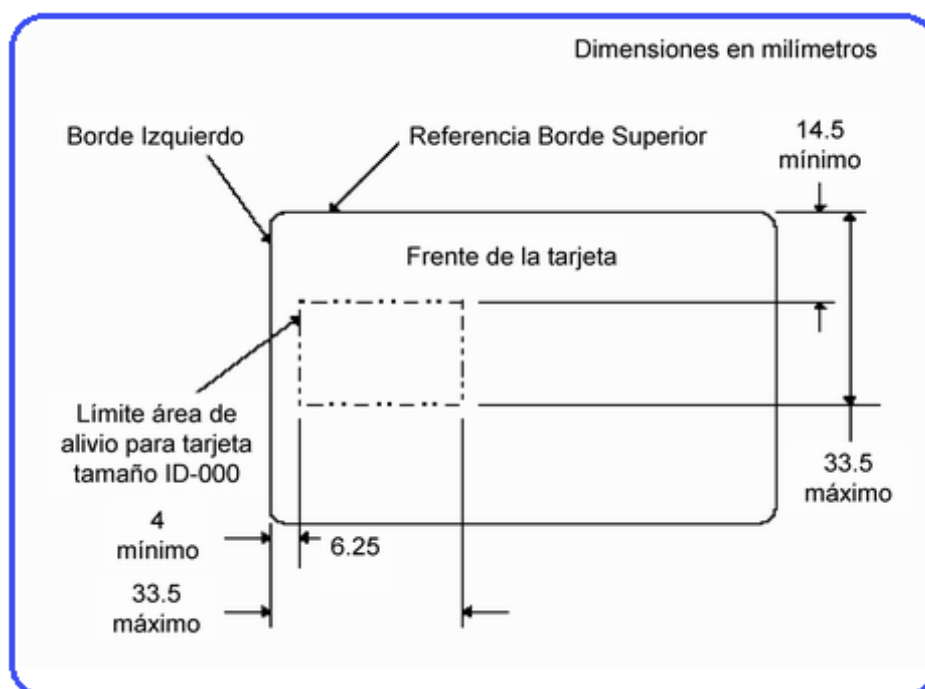 Dimensiones en milímetros
Borde Izquierdo
Referencia Borde Superior
14.5
mínimo
Frente de la tarjeta
Límite área de
alivio para tarjeta
tamaño ID-000
33.5
máximo
4
mínimo
6.25
33.5
máximo